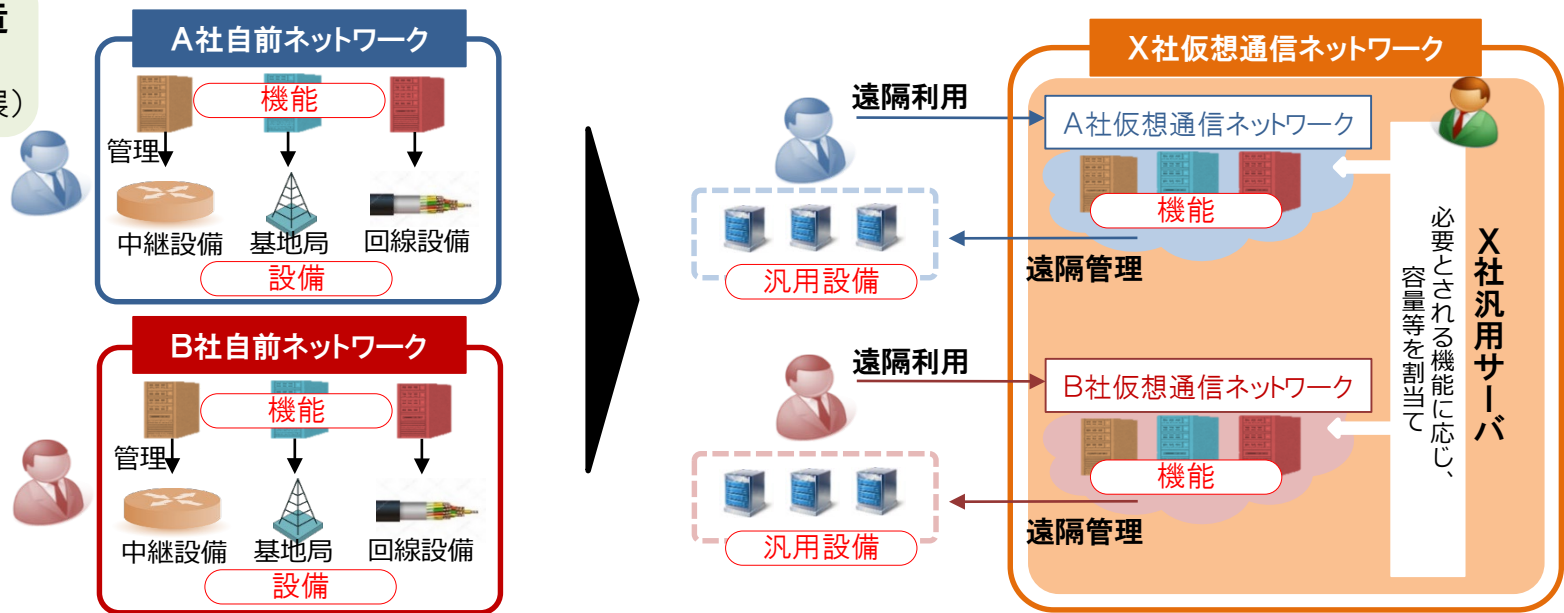 展）
A社自前ネットワーク
機能
管理
中継設備
基地局
回線設備
設備
B社自前ネットワーク
機能
管理
中継設備
基地局
回線設備
設備
遠隔利用
汎用設備
遠隔管理
遠隔利用
汎用設備
遠隔管理
X社仮想通信ネットワーク
A社仮想通信ネットワーク
機能
B社仮想通信ネットワーク
機能
X社汎用サーバ
必要とされる機能に応じ、
容量等を割当て